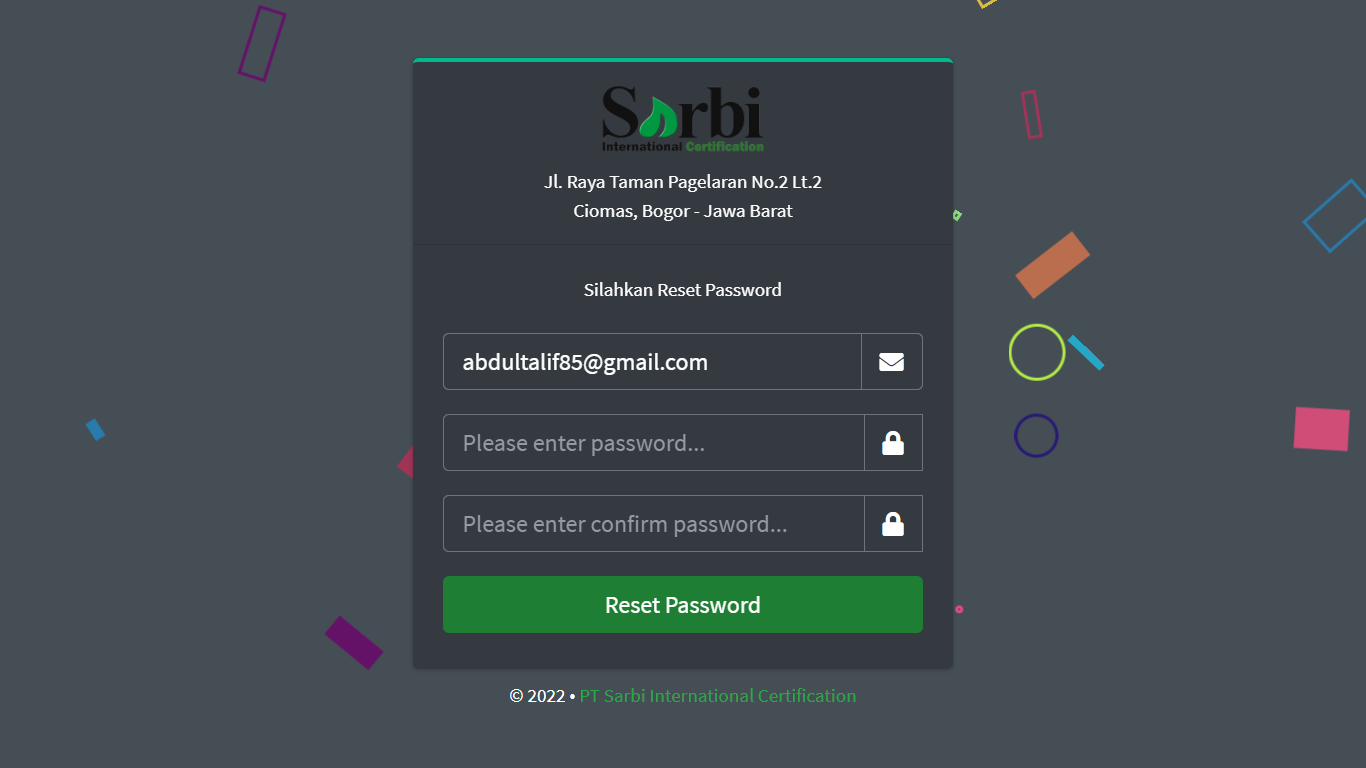 Sarbi
International Certification
Jl. Raya Taman Pagelaran No.2 Lt.2
Ciomas, Bogor - Jawa Barat
Silahkan Reset Password
abdultalif85@gmail.com
Please enter password...
Please enter confirm password...
Reset Password
© 2022 • PT Sarbi International Certification